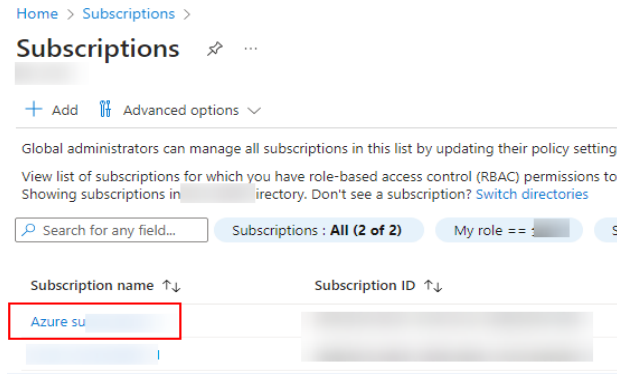 Home > Subscriptions >
Subscriptions ...
+ Add Advanced options
Global administrators can manage all subscriptions in this list by updating their policy setting
View list of subscriptions for which you have role-based access control (RBAC) permissions to
Showing subscriptions in irectory. Don't see a subscription? Switch directories
Search for any field... Subscriptions : All (2 of 2) My role == S
Subscription name ↑↓ Subscription ID ↑↓
Azure su